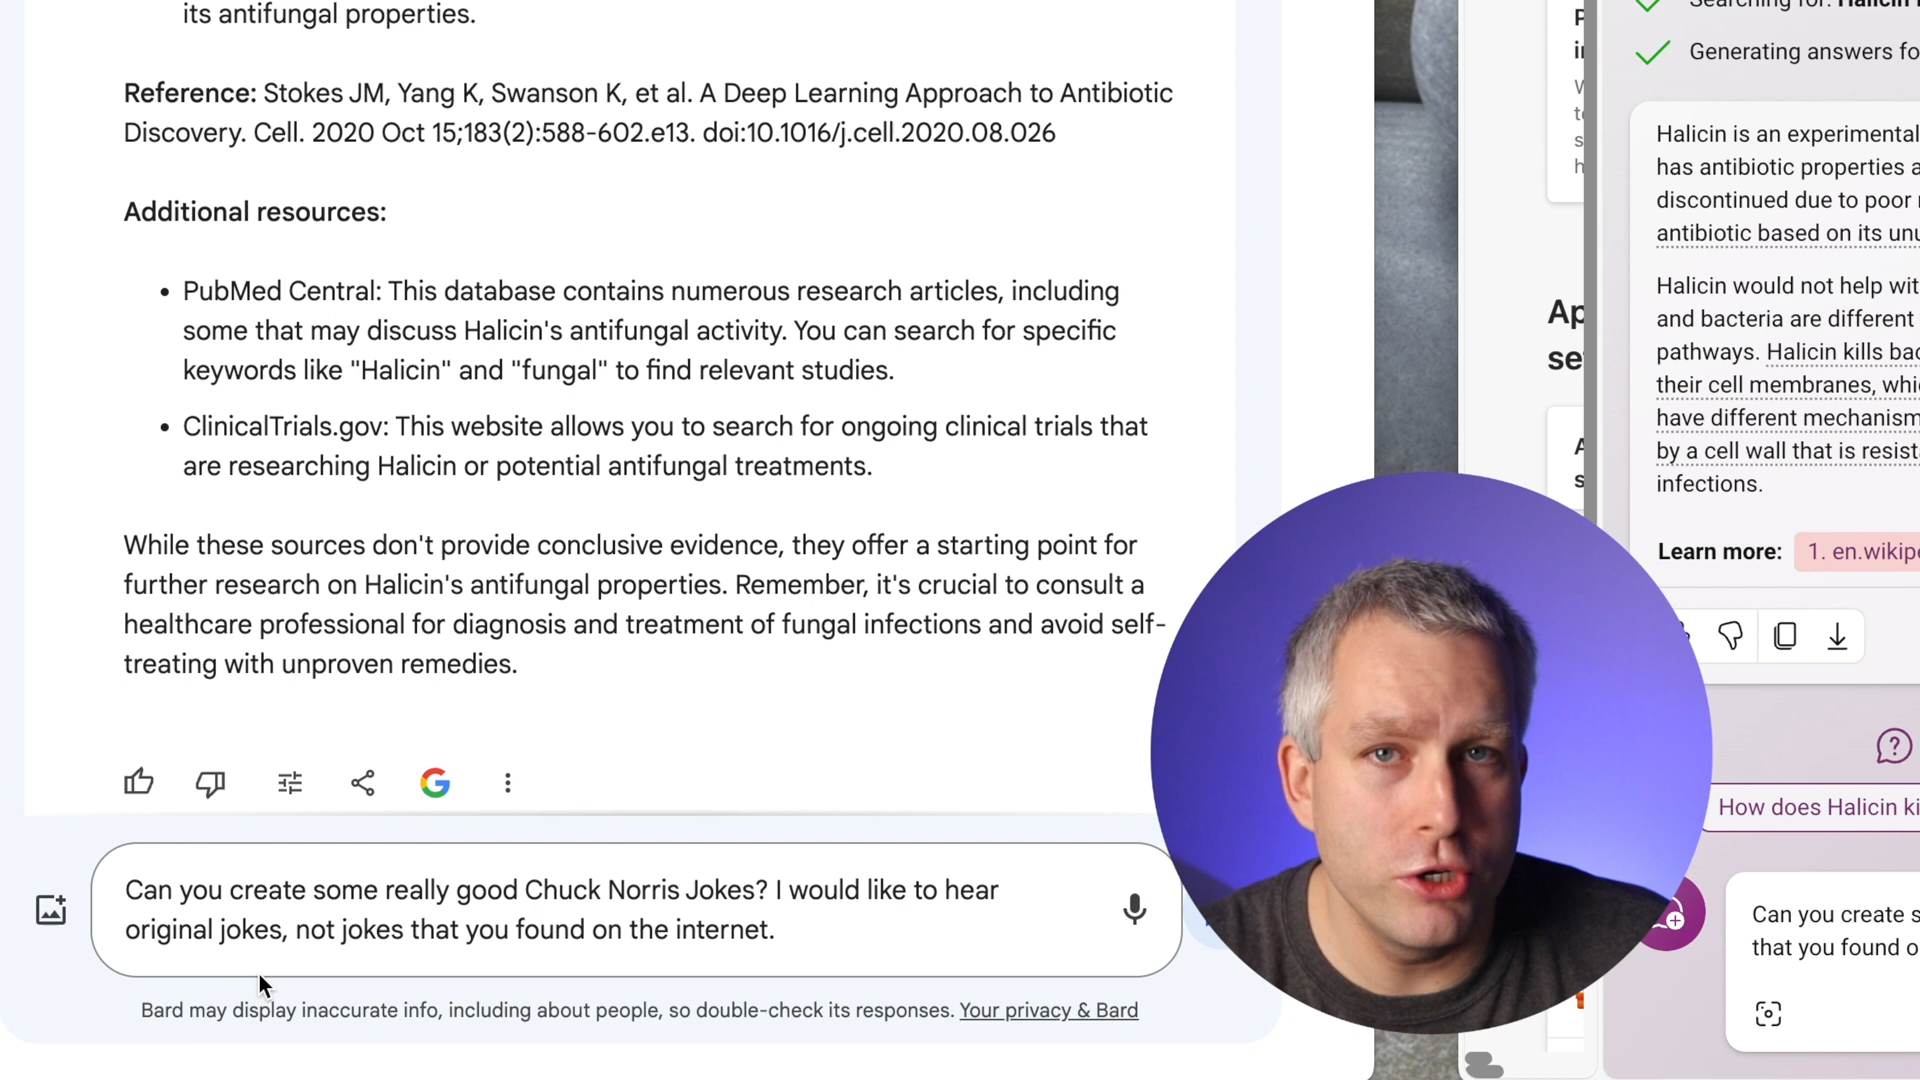 its antifungal properties.
Reference: Stokes JM, Yang K, Swanson K, et al. A Deep Learning Approach to Antibiotic
Discovery. Cell. 2020 Oct 15;183(2):588-602.e13. doi:10.1016/j.cell.2020.08.026
Additional resources:
• PubMed Central: This database contains numerous research articles, including
some that may discuss Halicin's antifungal activity. You can search for specific
keywords like "Halicin" and "fungal" to find relevant studies.
• ClinicalTrials.gov: This website allows you to search for ongoing clinical trials that
are researching Halicin or potential antifungal treatments.
While these sources don't provide conclusive evidence, they offer a starting point for
further research on Halicin's antifungal properties. Remember, it's crucial to consult a
healthcare professional for diagnosis and treatment of fungal infections and avoid self-
treating with unproven remedies.
Can you create some really good Chuck Norris Jokes? I would like to hear
original jokes, not jokes that you found on the internet.
Bard may display inaccurate info, including about people, so double-check its responses. Your privacy & Bard
Ap
se
Searching for: Halicin
Generating answers fo
Halicin is an experimental
has antibiotic properties a
discontinued due to poor
antibiotic based on its unu
Halicin would not help wit
and bacteria are different
pathways. Halicin kills bac
their cell membranes, whi
have different mechanism
by a cell wall that is resist
infections.
Learn more: 1. en.wikipe
How does Halicin ki
Can you create s
that you found o